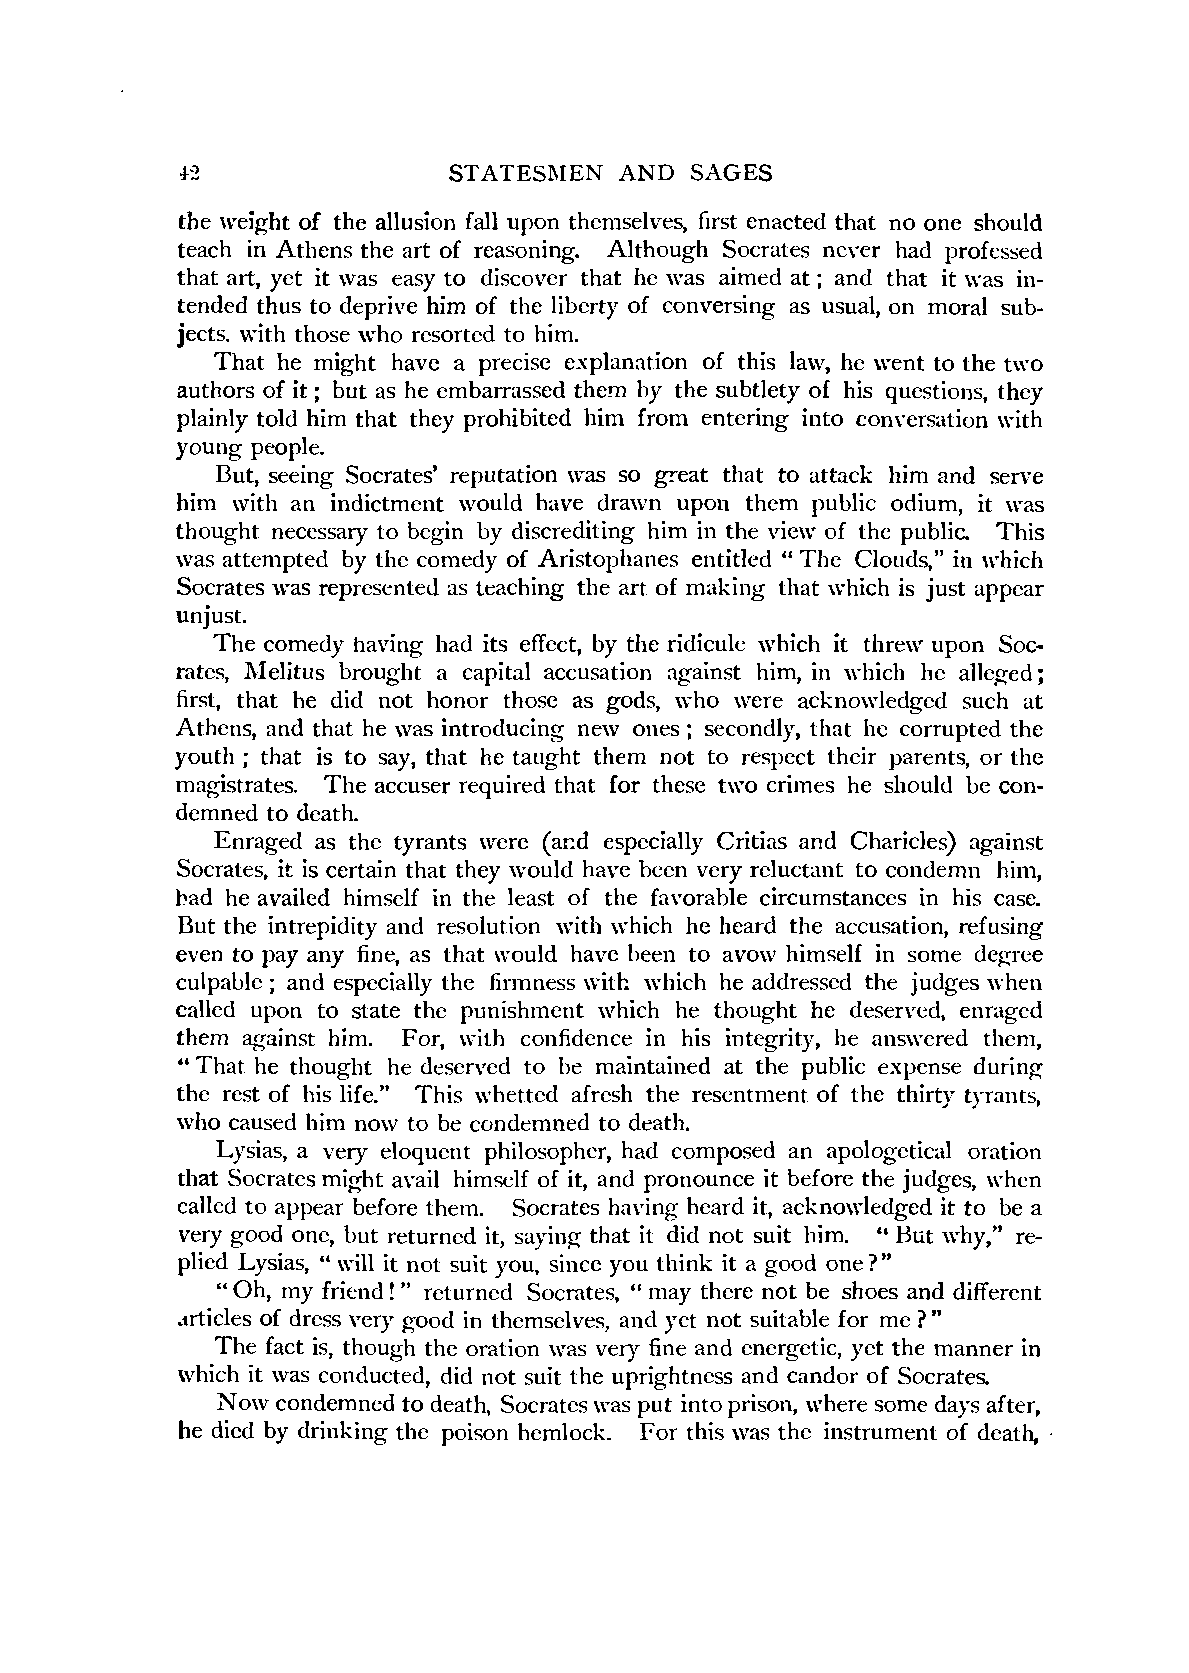 42 STATESMEN AND SAGES
the weight of the allusion fall upon themselves, first enacted that no one should
teach in Athens the art of reasoning. Although Socrates never had professed
that art, yet it was easy to discover that he was aimed at ; and that it was in-
tended thus to deprive him of the liberty of conversing as usual, on moral sub-
jects. with those who resorted to him.
That he might have a precise explanation of this law, he went to the two
authors of it ; but as he embarrassed them by the subtlety of his questions, they
plainly told him that they prohibited him from entering into conversation with
young people.
But, seeing Socrates' reputation was so great that to attack him and serve
him with an indictment would have drawn upon them public odium, it was
thought necessary to begin by discrediting him in the view of the public. This
was attempted by the comedy of Aristophanes entitled " The Clouds," in which
Socrates was represented as teaching the art of making that which is just appear
unjust.
The comedy having had its effect, by the ridicule which it threw upon Soc-
rates, Melitus brought a capital accusation against him, in which he alleged;
first, that he did not honor those as gods, who were acknowledged such at
Athens, and that he was introducing new ones ; secondly, that he corrupted the
youth ; that is to say, that he taught them not to respect their parents, or the
magistrates. The accuser required that for these two crimes he should be con-
demned to death.
Enraged as the tyrants were (and especially Critias and Charicles) against
Socrates, it is certain that they would have been very reluctant to condemn him,
had he availed himself in the least of the favorable circumstances in his case.
But the intrepidity and resolution with which he heard the accusation, refusing
even to pay any fine, as that would have been to avow himself in some degree
culpable ; and especially the firmness with which he addressed the judges when
called upon to state the punishment which he thought he deserved, enraged
them against him. For, with confidence in his integrity, he answered them,
" That he thought he deserved to be maintained at the public expense during
the rest of his life." This whetted afresh the resentment of the thirty tyrants,
who caused him now to be condemned to death.
Lysias, a very eloquent philosopher, had composed an apologetical oration
that Socrates might avail himself of it, and pronounce it before the judges, when
called to appear before them. Socrates having heard it, acknowledged it to be a
very good one, but returned it, saying that it did not suit him. " But why," re-
plied Lysias, " will it not suit you, since you think it a good one?"
" Oh, my friend ! " returned Socrates, " may there not be shoes and different
articles of dress very good in themselves, and yet not suitable for me ? "
The fact is, though the oration was very fine and energetic, yet the manner in
which it was conducted, did not suit the uprightness and candor of Socrates.
Now condemned to death, Socrates was put into prison, where some days after,
he died by drinking the poison hemlock. For this was the instrument of death,